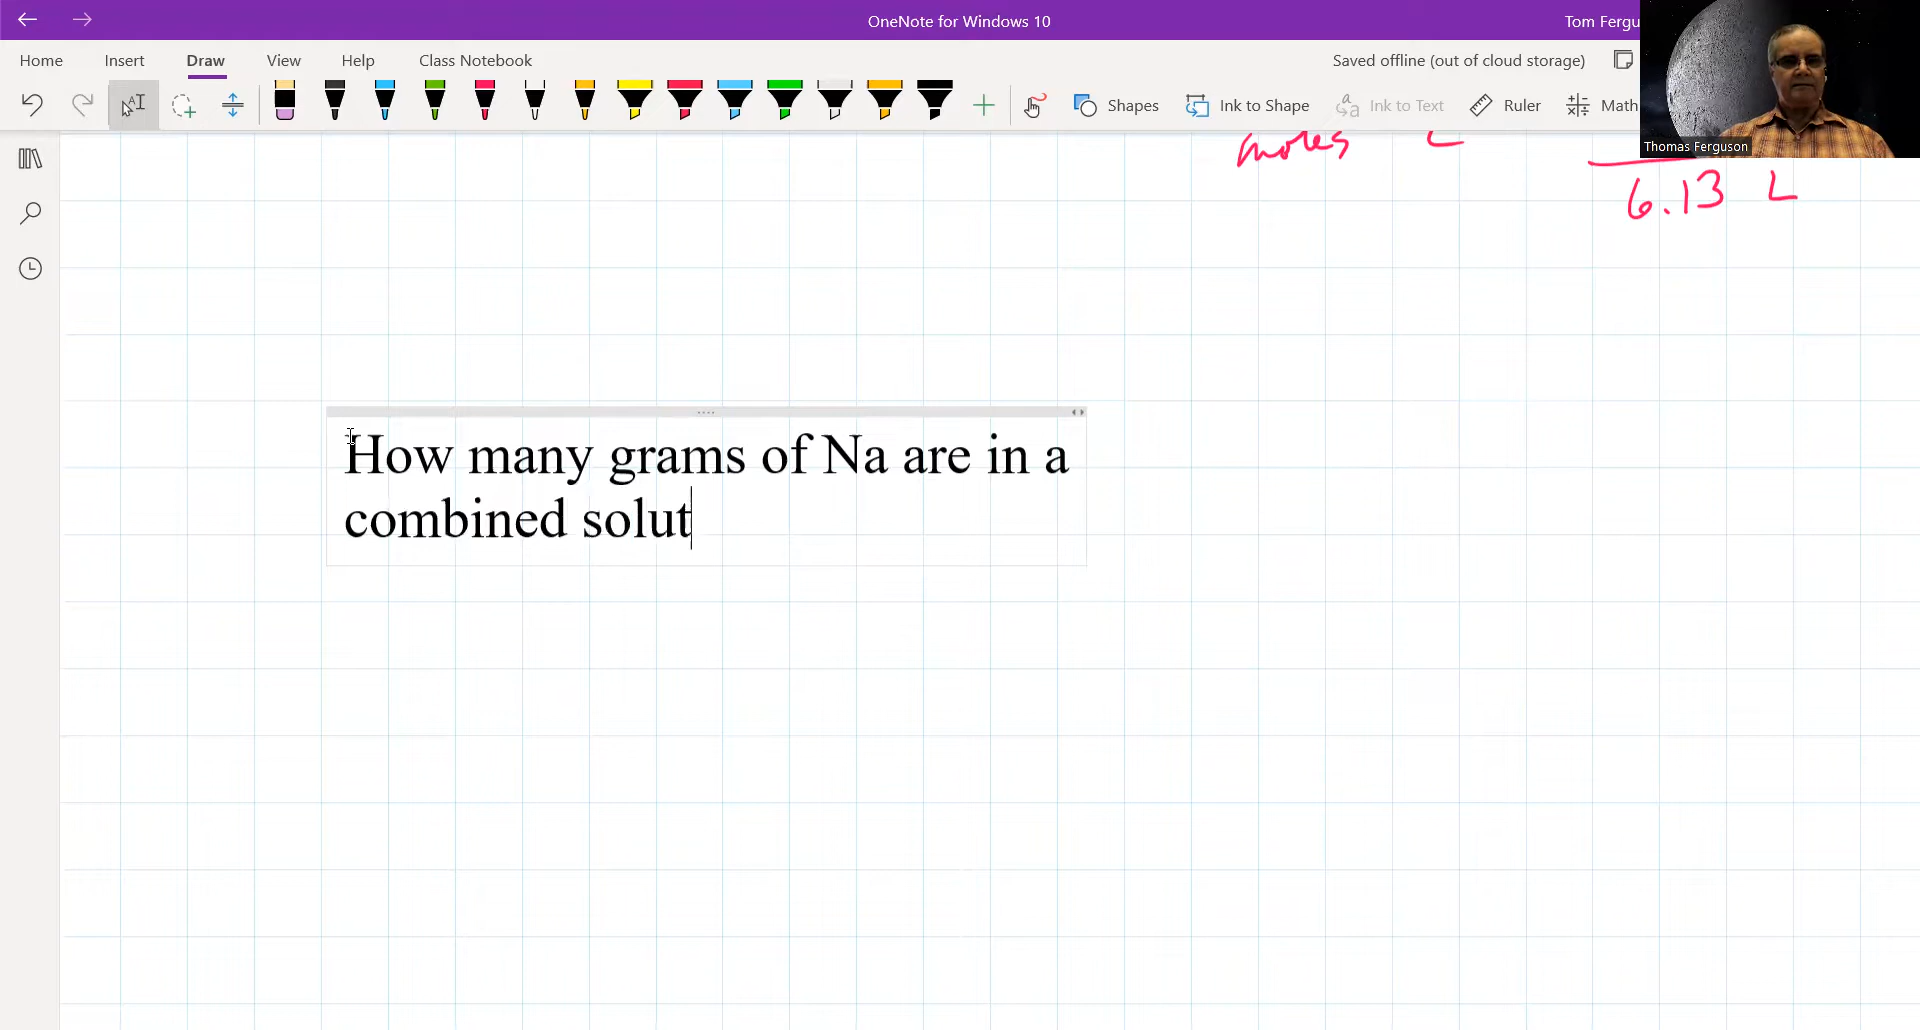 OneNote for Windows 10
Tom Fergu
Home Insert Draw View Help Class Notebook
Saved offline (out of cloud storage)
Shapes Ink to Shape Ink to Text Ruler Math
Thomas Ferguson
moles L
6.13 L
How many grams of Na are in a
combined solut